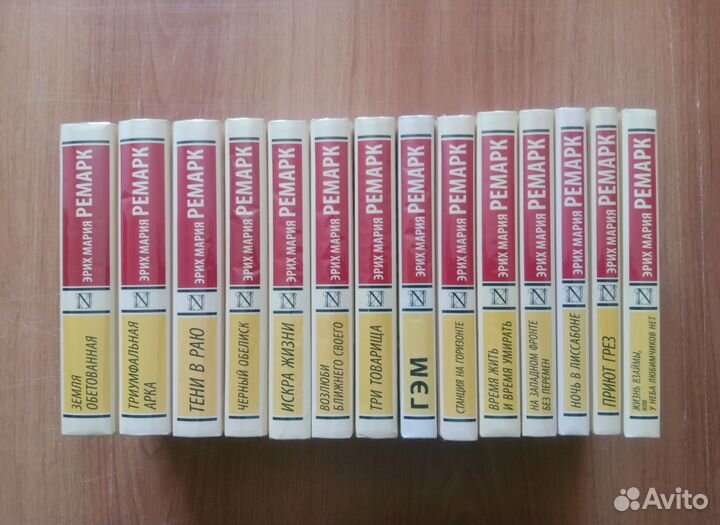 ЭРИХ МАРИЯ РЕМАРК
ЗЕМЛЯ
ОБЕТОВАННАЯ
ЭРИХ МАРИЯ РЕМАРК
ТРИУМФАЛЬНАЯ
АРКА
ЭРИХ МАРИЯ РЕМАРК
ТЕНИ В РАЮ
ЭРИХ МАРИЯ РЕМАРК
ЧЕРНЫЙ ОБЕЛИСК
ЭРИХ МАРИЯ РЕМАРК
ИСКРА ЖИЗНИ
ЭРИХ МАРИЯ РЕМАРК
ВОЗЛЮБИ
БЛИЖНЕГО СВОЕГО
ЭРИХ МАРИЯ РЕМАРК
ТРИ ТОВАРИЩА
ЭРИХ МАРИЯ РЕМАРК
ГЭМ
ЭРИХ МАРИЯ РЕМАРК
СТАНЦИЯ НА ГОРИЗОНТЕ
ЭРИХ МАРИЯ РЕМАРК
ВРЕМЯ ЖИТЬ
И ВРЕМЯ УМИРАТЬ
ЭРИХ МАРИЯ РЕМАРК
НА ЗАПАДНОМ ФРОНТЕ
БЕЗ ПЕРЕМЕН
ЭРИХ МАРИЯ РЕМАРК
НОЧЬ В ЛИССАБОНЕ
ЭРИХ МАРИЯ РЕМАРК
ПРИЮТ ГРЕЗ
ЭРИХ МАРИЯ РЕМАРК
ЖИЗНЬ ВЗАЙМЫ,
ИЛИ
У НЕБА ЛЮБИМЧИКОВ НЕТ
Avito